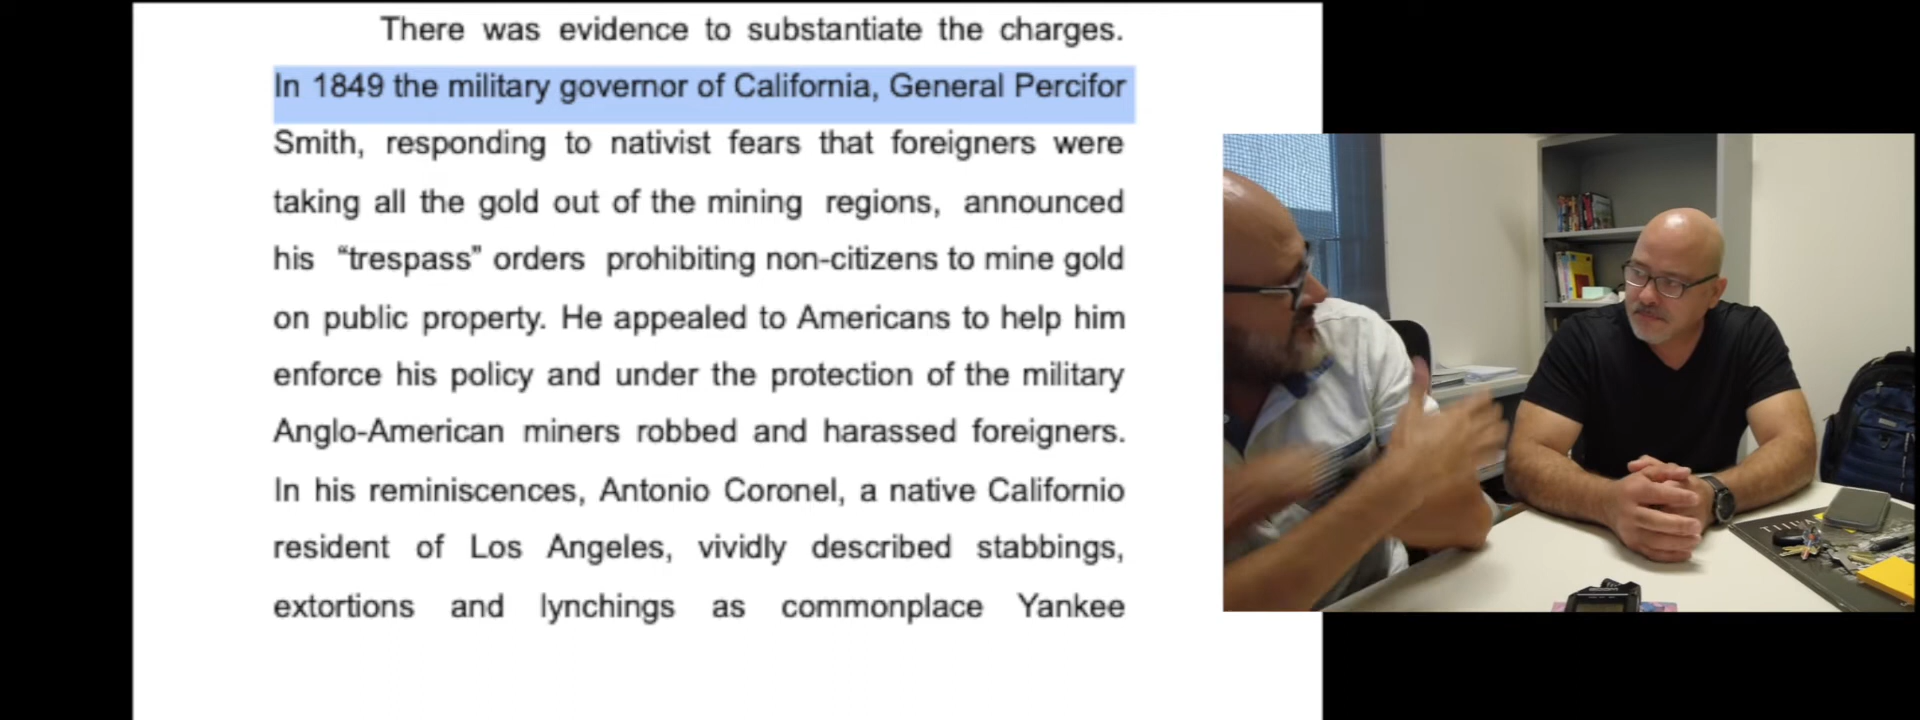 There was evidence to substantiate the charges.
In 1849 the military governor of California, General Percifor
Smith, responding to nativist fears that foreigners were
taking all the gold out of the mining regions, announced
his “trespass” orders prohibiting non-citizens to mine gold
on public property. He appealed to Americans to help him
enforce his policy and under the protection of the military
Anglo-American miners robbed and harassed foreigners.
In his reminiscences, Antonio Coronel, a native Californio
resident of Los Angeles, vividly described stabbings,
extortions and lynchings as commonplace Yankee